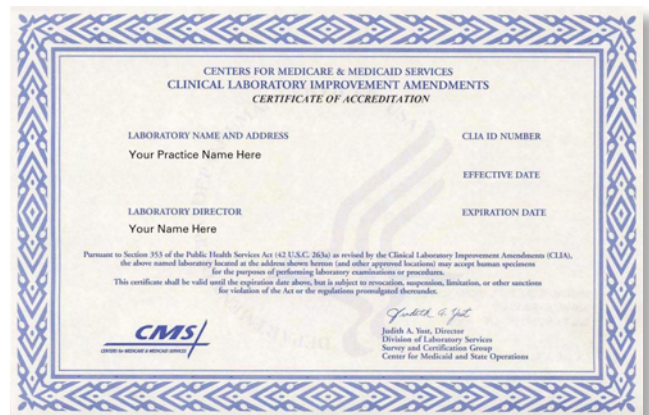 CENTERS FOR MEDICARE & MEDICAID SERVICES
CLINICAL LABORATORY IMPROVEMENT AMENDMENTS
CERTIFICATE OF ACCREDITATION
LABORATORY NAME AND ADDRESS
Your Practice Name Here
CLIA ID NUMBER
EFFECTIVE DATE
LABORATORY DIRECTOR
Your Name Here
EXPIRATION DATE
Pursuant to Section 353 of the Public Health Services Act (42 U.S.C. 263a) as revised by the Clinical Laboratory Improvement Amendments (CLIA),
the above named laboratory located at the address shown hereon (and other approved locations) may accept human specimens
for the purposes of performing laboratory examinations or procedures.
This certificate shall be valid until the expiration date above, but is subject to revocation, suspension, limitation, or other sanctions
for violation of the Act or the regulations promulgated thereunder.
CMS
CENTERS for MEDICARE & MEDICAID SERVICES
Judith A. Yost
Judith A. Yost, Director
Division of Laboratory Services
Survey and Certification Group
Center for Medicaid and State Operations